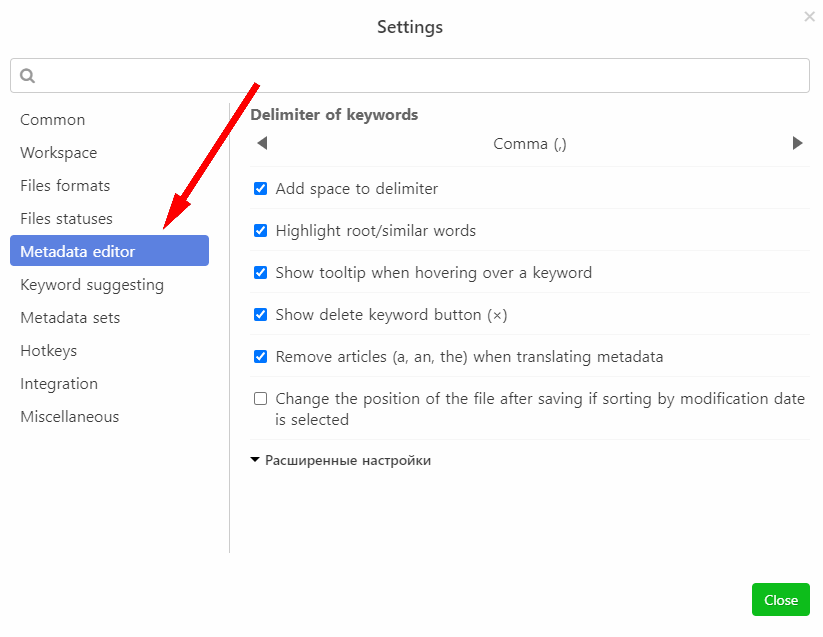 Settings
Common
Workspace
Files formats
Files statuses
Metadata editor
Keyword suggesting
Metadata sets
Hotkeys
Integration
Miscellaneous
Delimiter of keywords
Comma (,)
Add space to delimiter
Highlight root/similar words
Show tooltip when hovering over a keyword
Show delete keyword button (×)
Remove articles (a, an, the) when translating metadata
Change the position of the file after saving if sorting by modification date
is selected
Расширенные настройки
Close